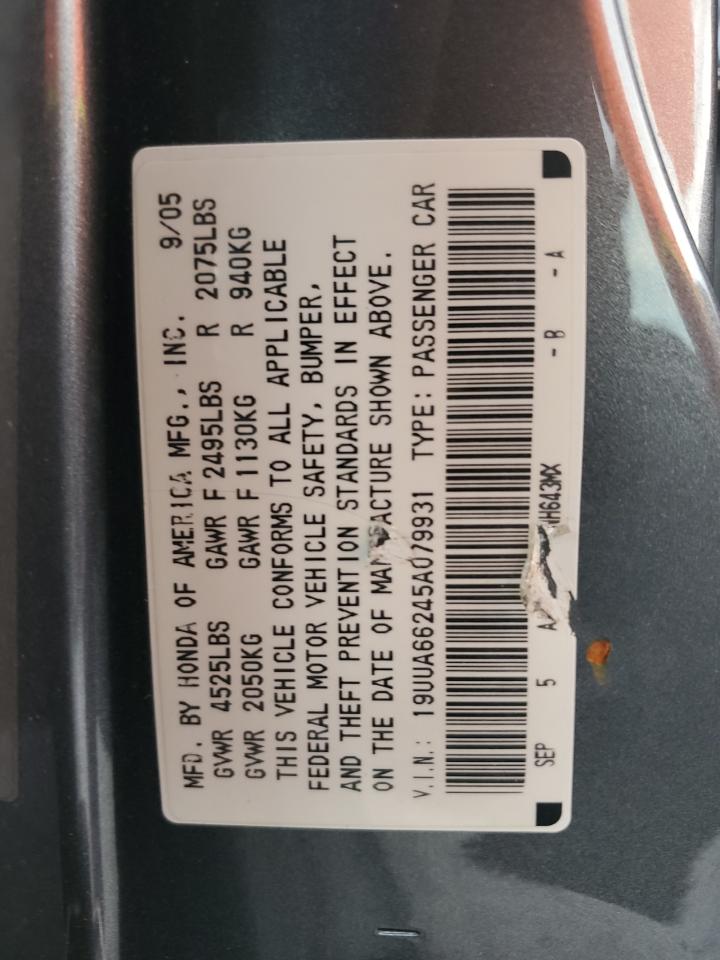 MFD. BY HONDA OF AMERICA MFG., INC. 9/05
GVWR 4525LBS GAWR F 2495LBS R 2075LBS
GVWR 2050KG GAWR F 1130KG R 940KG
THIS VEHICLE CONFORMS TO ALL APPLICABLE
FEDERAL MOTOR VEHICLE SAFETY, BUMPER,
AND THEFT PREVENTION STANDARDS IN EFFECT
ON THE DATE OF MANUFACTURE SHOWN ABOVE.
V.I.N.: 19UUA66245A079931 TYPE: PASSENGER CAR
SEP 5 NH643MX -B -A